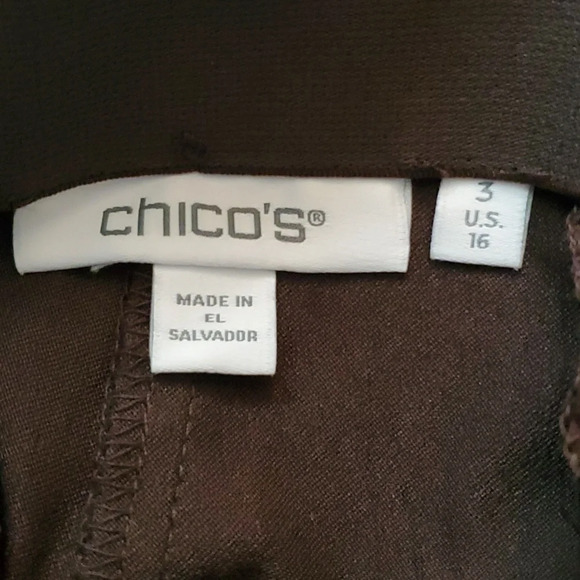 chico's®
3
U.S.
16
MADE IN
EL
SALVADOR